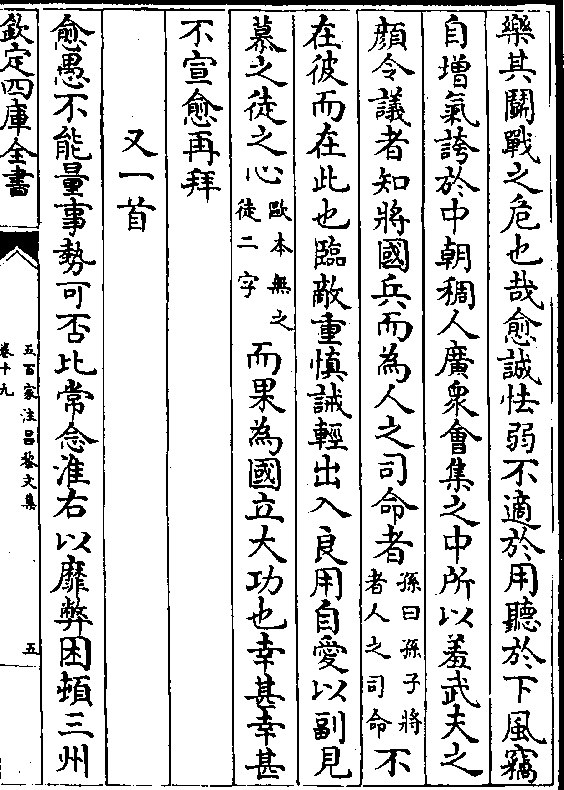 樂其鬭戰之危也哉愈誠怯弱不適於用聽於下風竊
自增氣誇於中朝稠人廣衆會集之中所以羞武夫之
顔令議者知將國兵而為人之司命者孫曰孫子將者人之司命不
在彼而在此也臨敵重慎誡輕出入良用自愛以副見
慕之徒之心歐本無之徒二字而果為國立大功也幸甚幸甚
不宣愈再拜
又一首
愈愚不能量事勢可否比常念淮右以靡弊困頓三州
欽定四庫全書
五百家注昌黎文集
卷十九
五